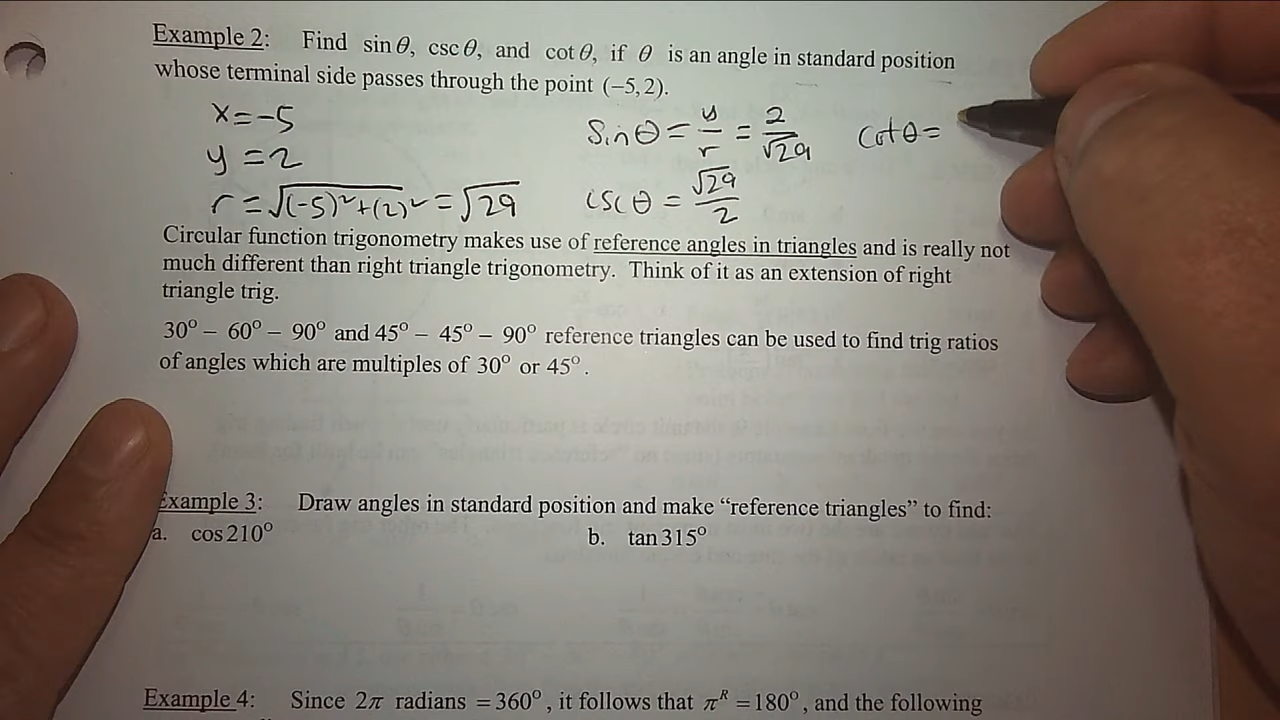 Example 2: Find sin θ, csc θ, and cot θ, if θ is an angle in standard position
whose terminal side passes through the point (−5, 2).
x = −5
y = 2
r = √((-5)² + (2)²) = √29
sin θ = y/r = 2/√29
csc θ = √29/2
cot θ =
Circular function trigonometry makes use of reference angles in triangles and is really not
much different than right triangle trigonometry. Think of it as an extension of right
triangle trig.
30° – 60° – 90° and 45° – 45° – 90° reference triangles can be used to find trig ratios
of angles which are multiples of 30° or 45°.
Example 3: Draw angles in standard position and make “reference triangles” to find:
a. cos 210° b. tan 315°
Example 4: Since 2π radians = 360°, it follows that πᴿ = 180°, and the following